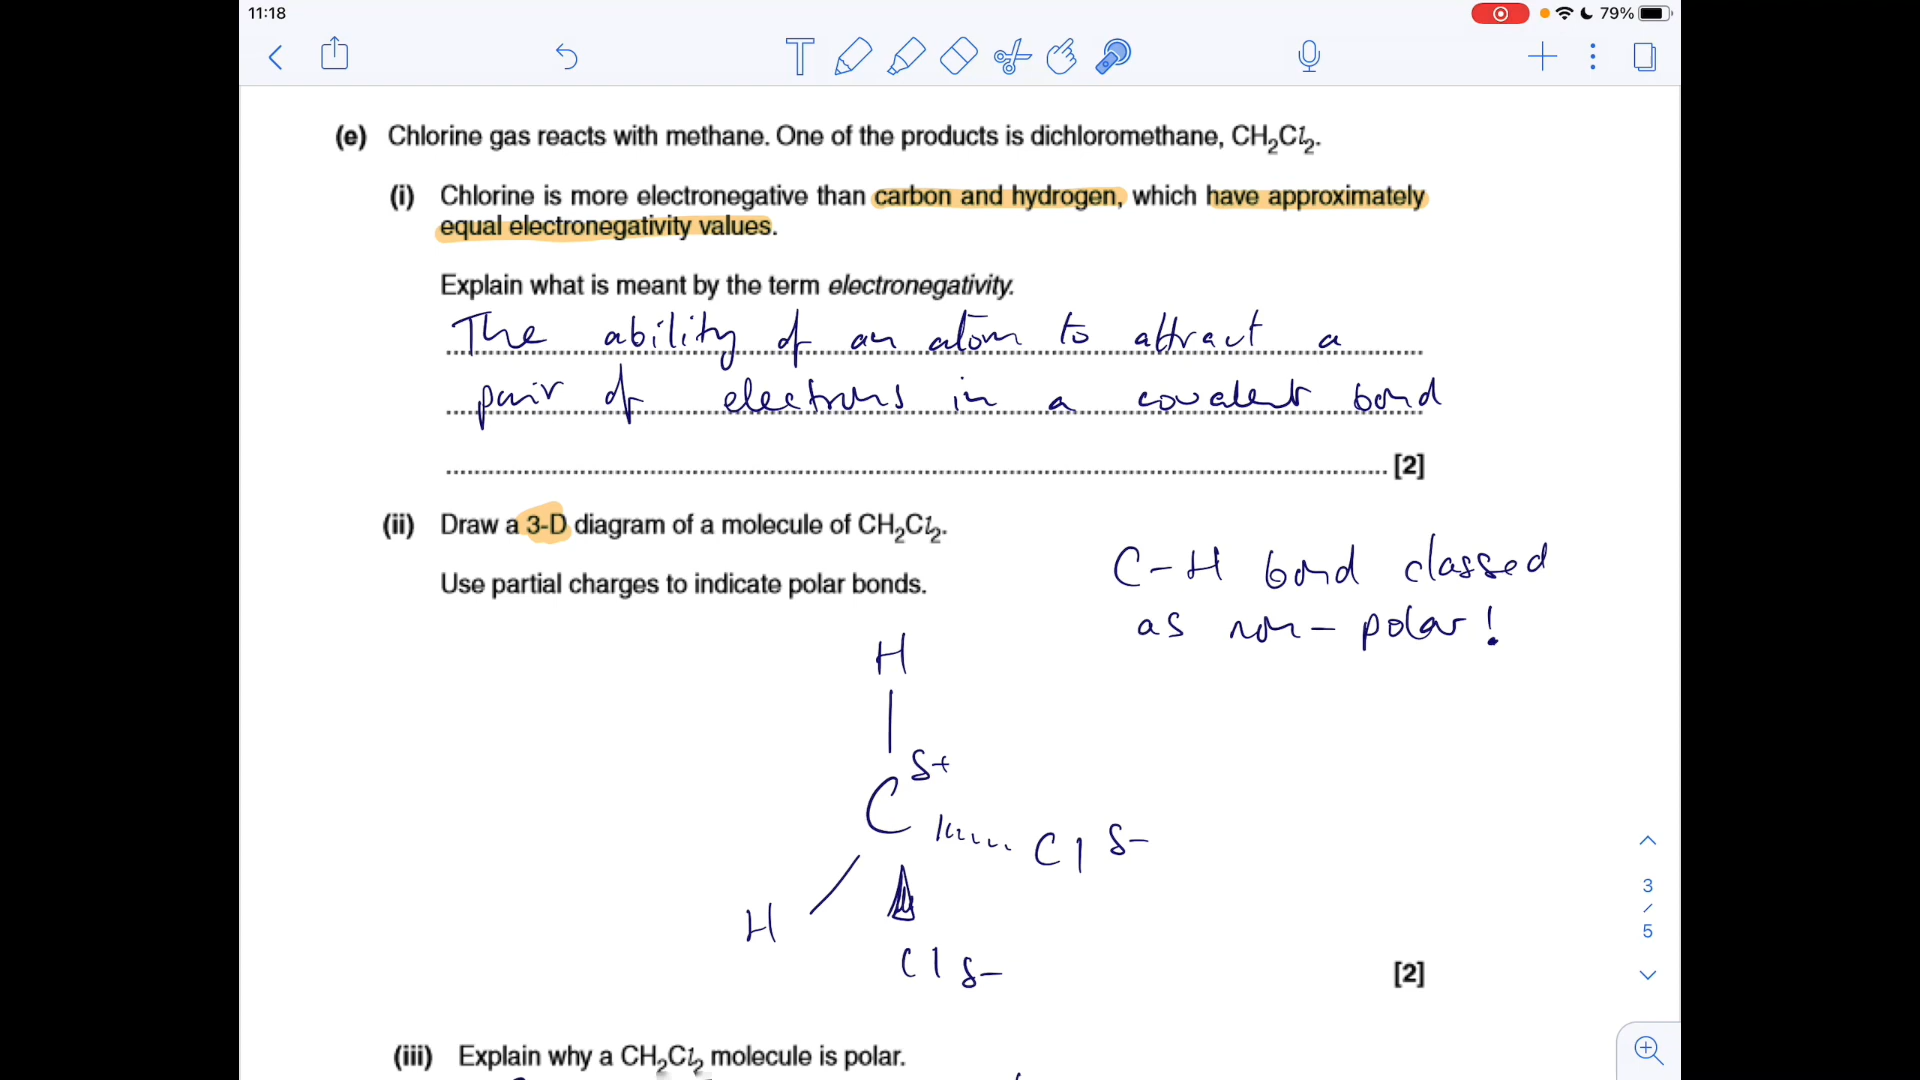 11:18
79%
(e) Chlorine gas reacts with methane. One of the products is dichloromethane, CH₂Cl₂.
(i) Chlorine is more electronegative than carbon and hydrogen, which have approximately
equal electronegativity values.
Explain what is meant by the term electronegativity.
The ability of an atom to attract a
pair of electrons in a covalent bond
[2]
(ii) Draw a 3-D diagram of a molecule of CH₂Cl₂.
Use partial charges to indicate polar bonds.
C-H bond classed
as non-polar!
H
δ+
C
Cl δ-
H
Cl δ-
[2]
3
/
5
(iii) Explain why a CH₂Cl₂ molecule is polar.